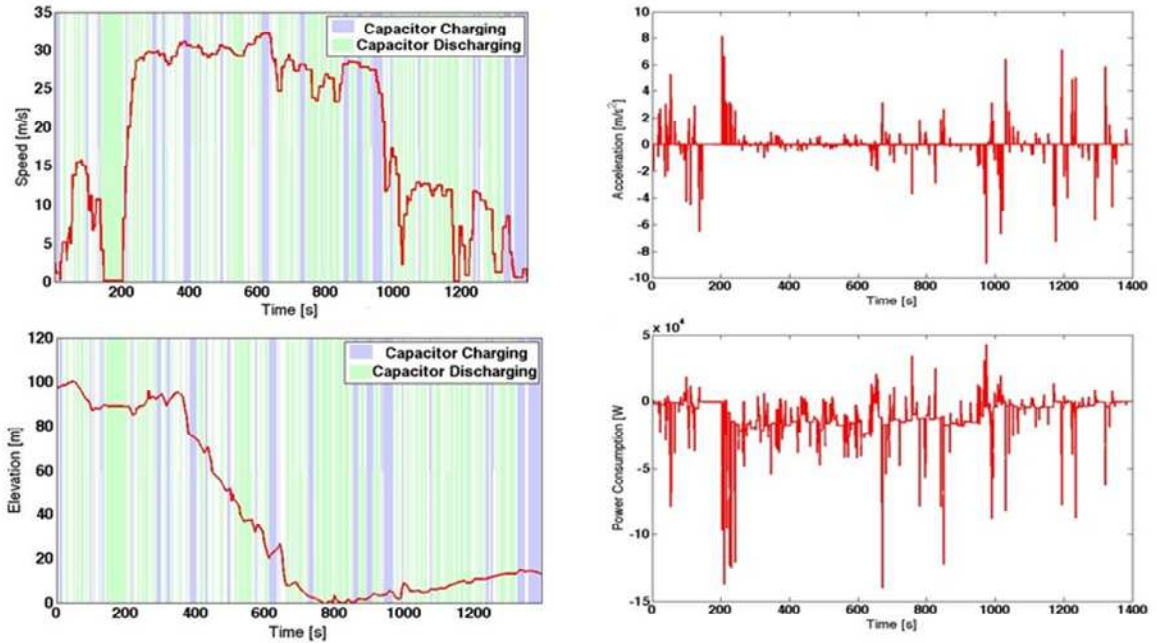 35
30
25
20
15
10
5
0
Speed [m/s]
Capacitor Charging
Capacitor Discharging
200 400 600 800 1000 1200
Time [s]
10
8
6
4
2
0
-2
-4
-6
-8
-10
Acceleration [m/s²]
0 200 400 600 800 1000 1200 1400
Time [s]
120
100
80
60
40
20
0
Elevation [m]
Capacitor Charging
Capacitor Discharging
0 200 400 600 800 1000 1200
Time [s]
5 × 10⁴
0
-5
-10
-15
Power Consumption [W
0 200 400 600 800 1000 1200 1400
Time [s]